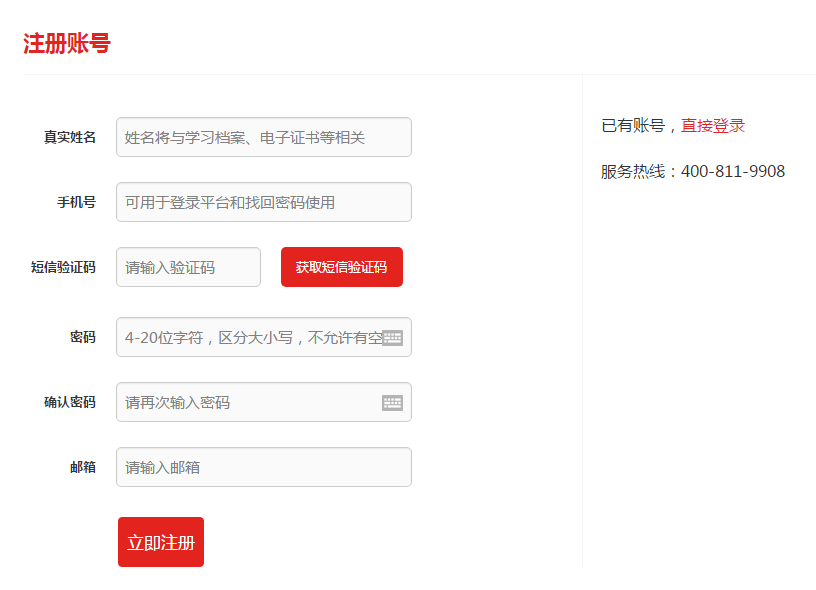 注册账号
真实姓名 姓名将与学习档案、电子证书等相关
手机号 可用于登录平台和找回密码使用
短信验证码 请输入验证码 获取短信验证码
密码 4-20位字符，区分大小写，不允许有空
确认密码 请再次输入密码
邮箱 请输入邮箱
立即注册
已有账号，直接登录
服务热线：400-811-9908